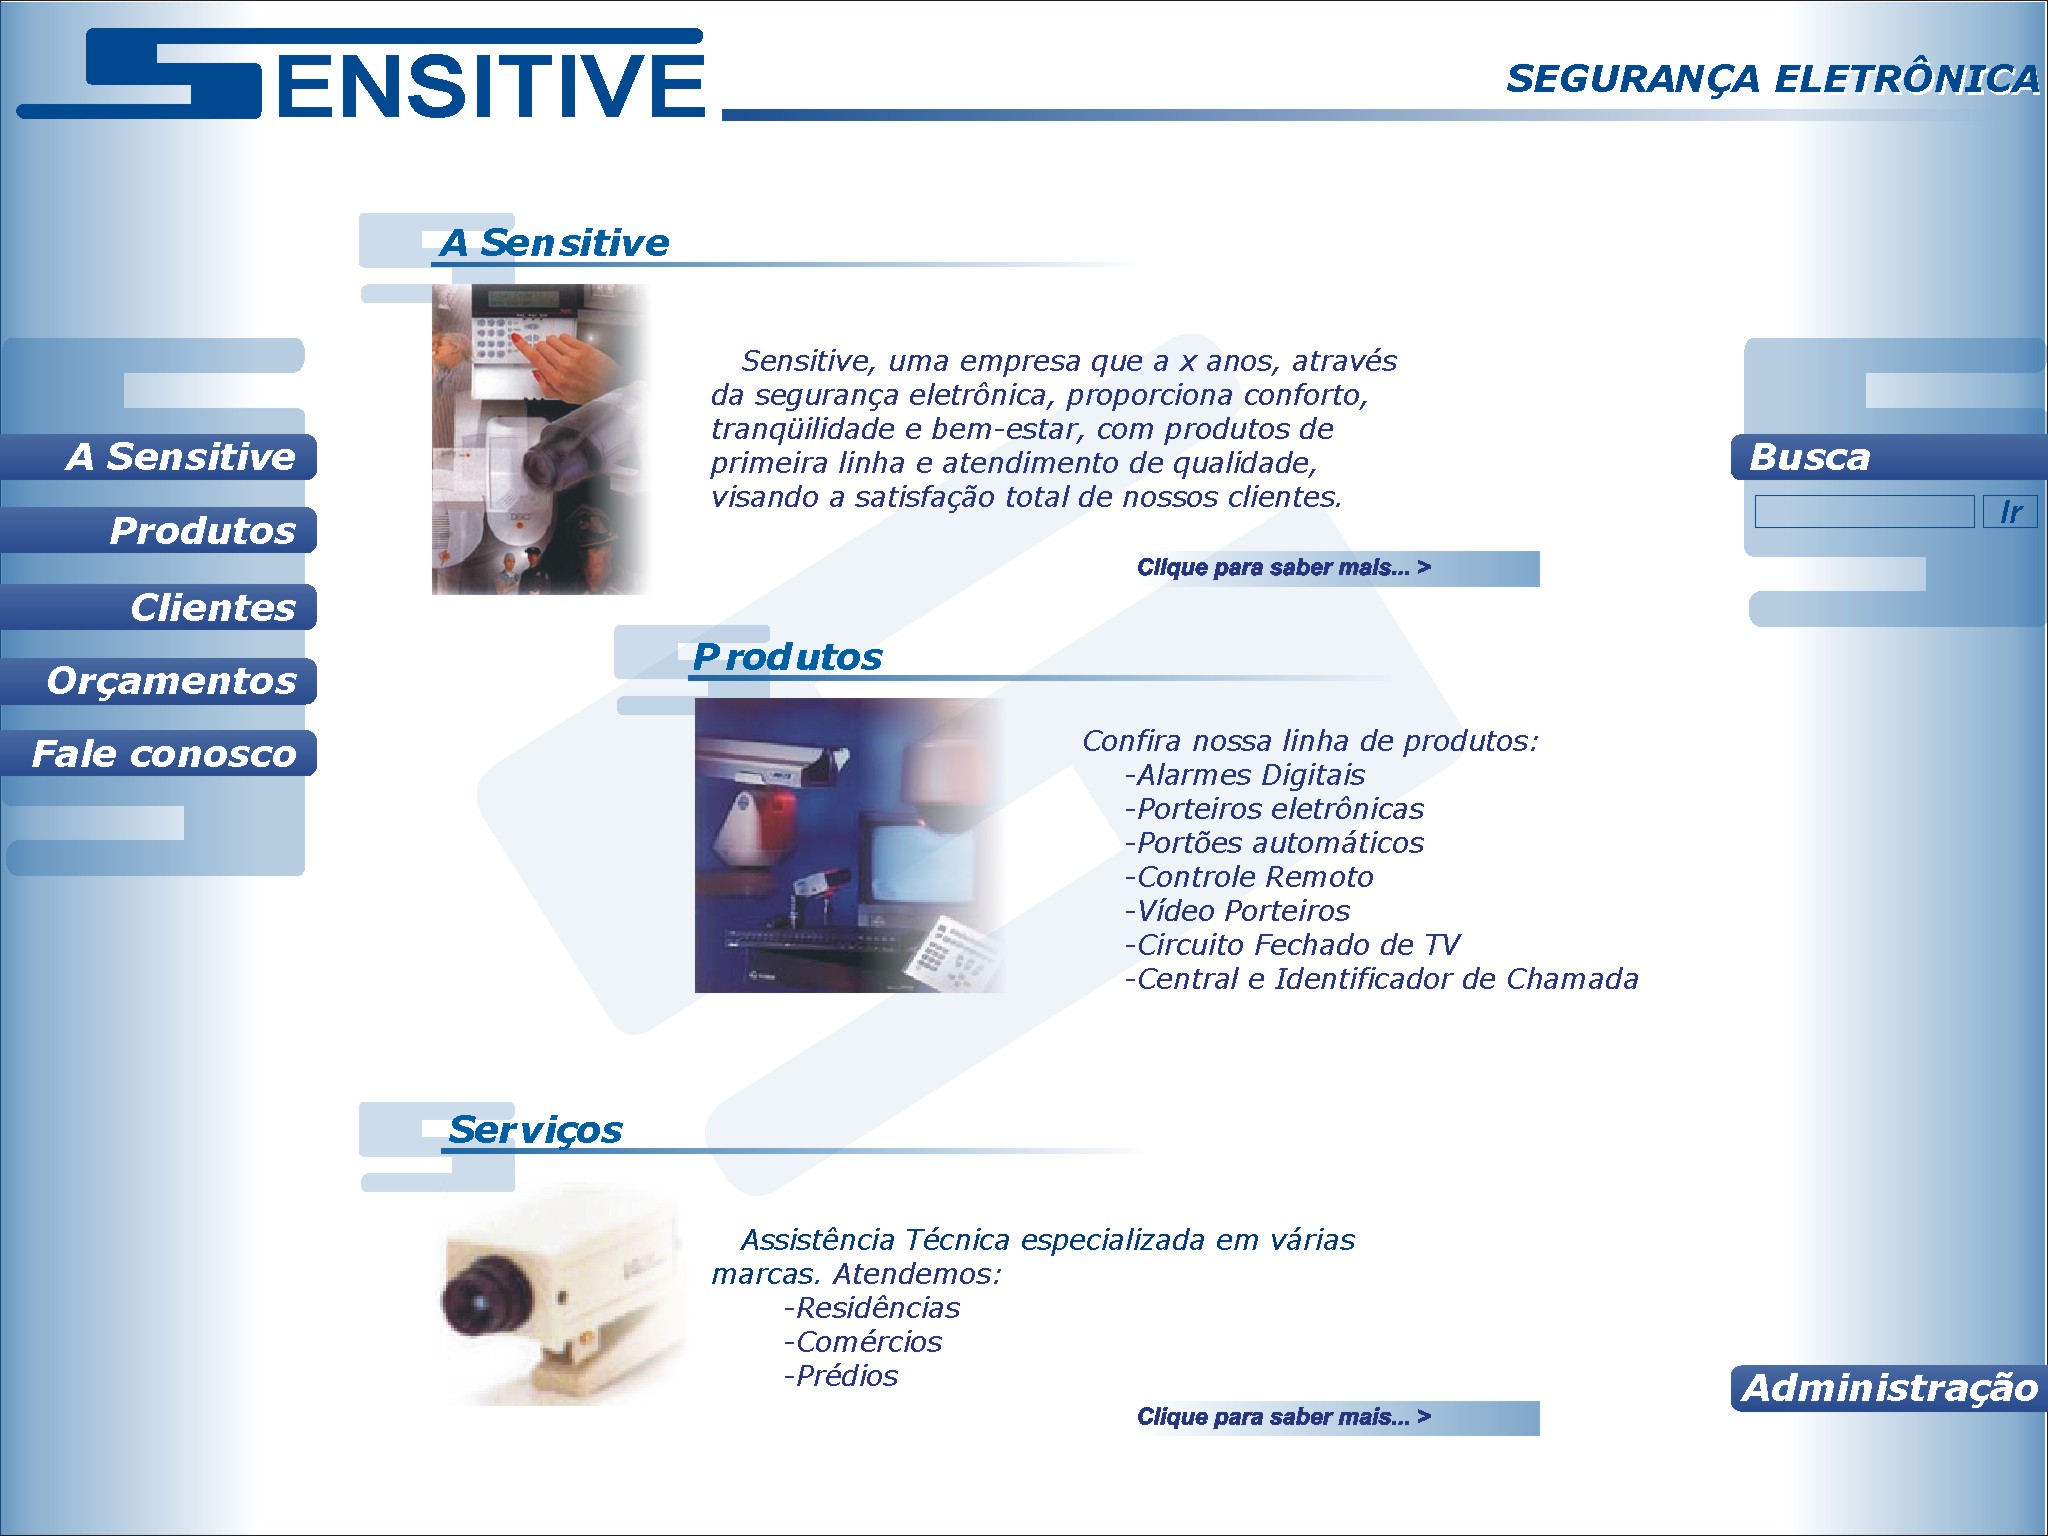 SENSITIVE
SEGURANÇA ELETRÔNICA
A Sensitive
Sensitive, uma empresa que a x anos, através
da segurança eletrônica, proporciona conforto,
tranqüilidade e bem-estar, com produtos de
primeira linha e atendimento de qualidade,
visando a satisfação total de nossos clientes.
Clique para saber mais... >
A Sensitive
Produtos
Clientes
Orçamentos
Fale conosco
Busca
Ir
Produtos
Confira nossa linha de produtos:
-Alarmes Digitais
-Porteiros eletrônicas
-Portões automáticos
-Controle Remoto
-Vídeo Porteiros
-Circuito Fechado de TV
-Central e Identificador de Chamada
Serviços
Assistência Técnica especializada em várias
marcas. Atendemos:
-Residências
-Comércios
-Prédios
Clique para saber mais... >
Administração